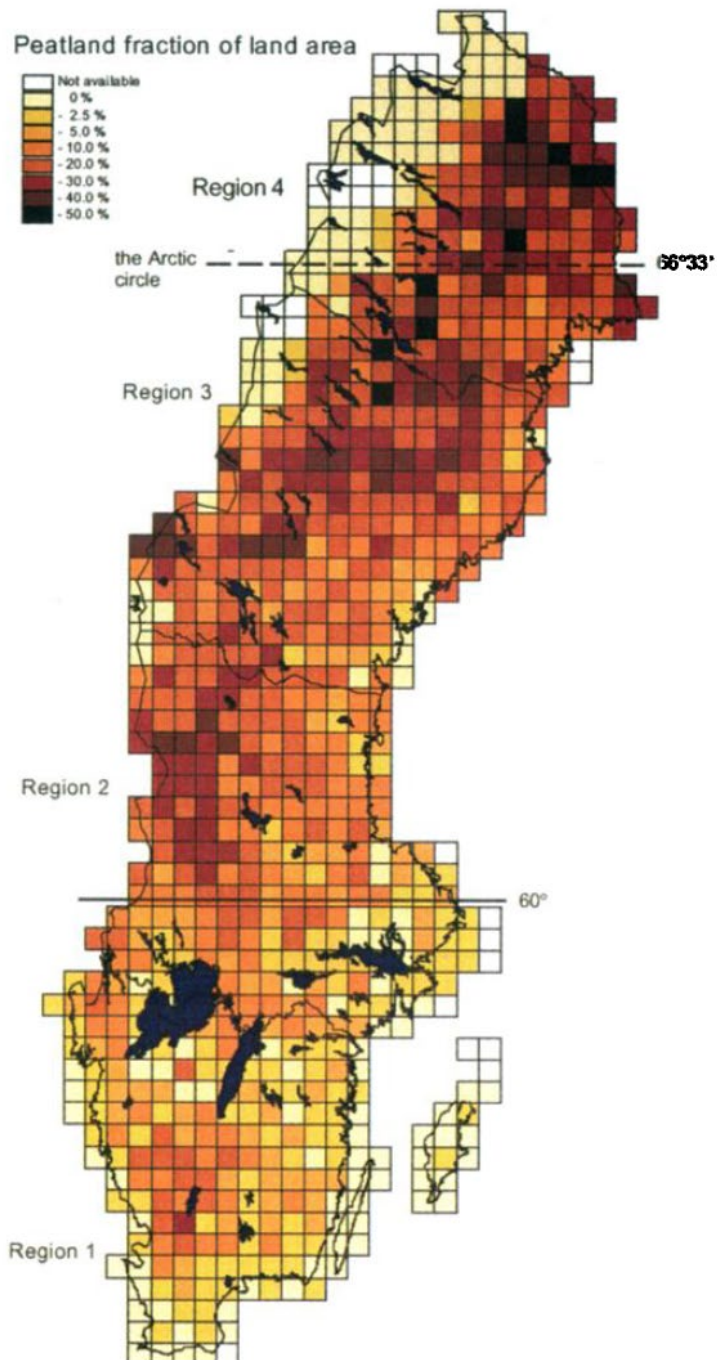 Peatland fraction of land area
Not available
0 %
- 2.5 %
- 5.0 %
- 10.0 %
- 20.0 %
- 30.0 %
- 40.0 %
- 50.0 %
Region 4
the Arctic
circle
66°33'
Region 3
Region 2
60°
Region 1